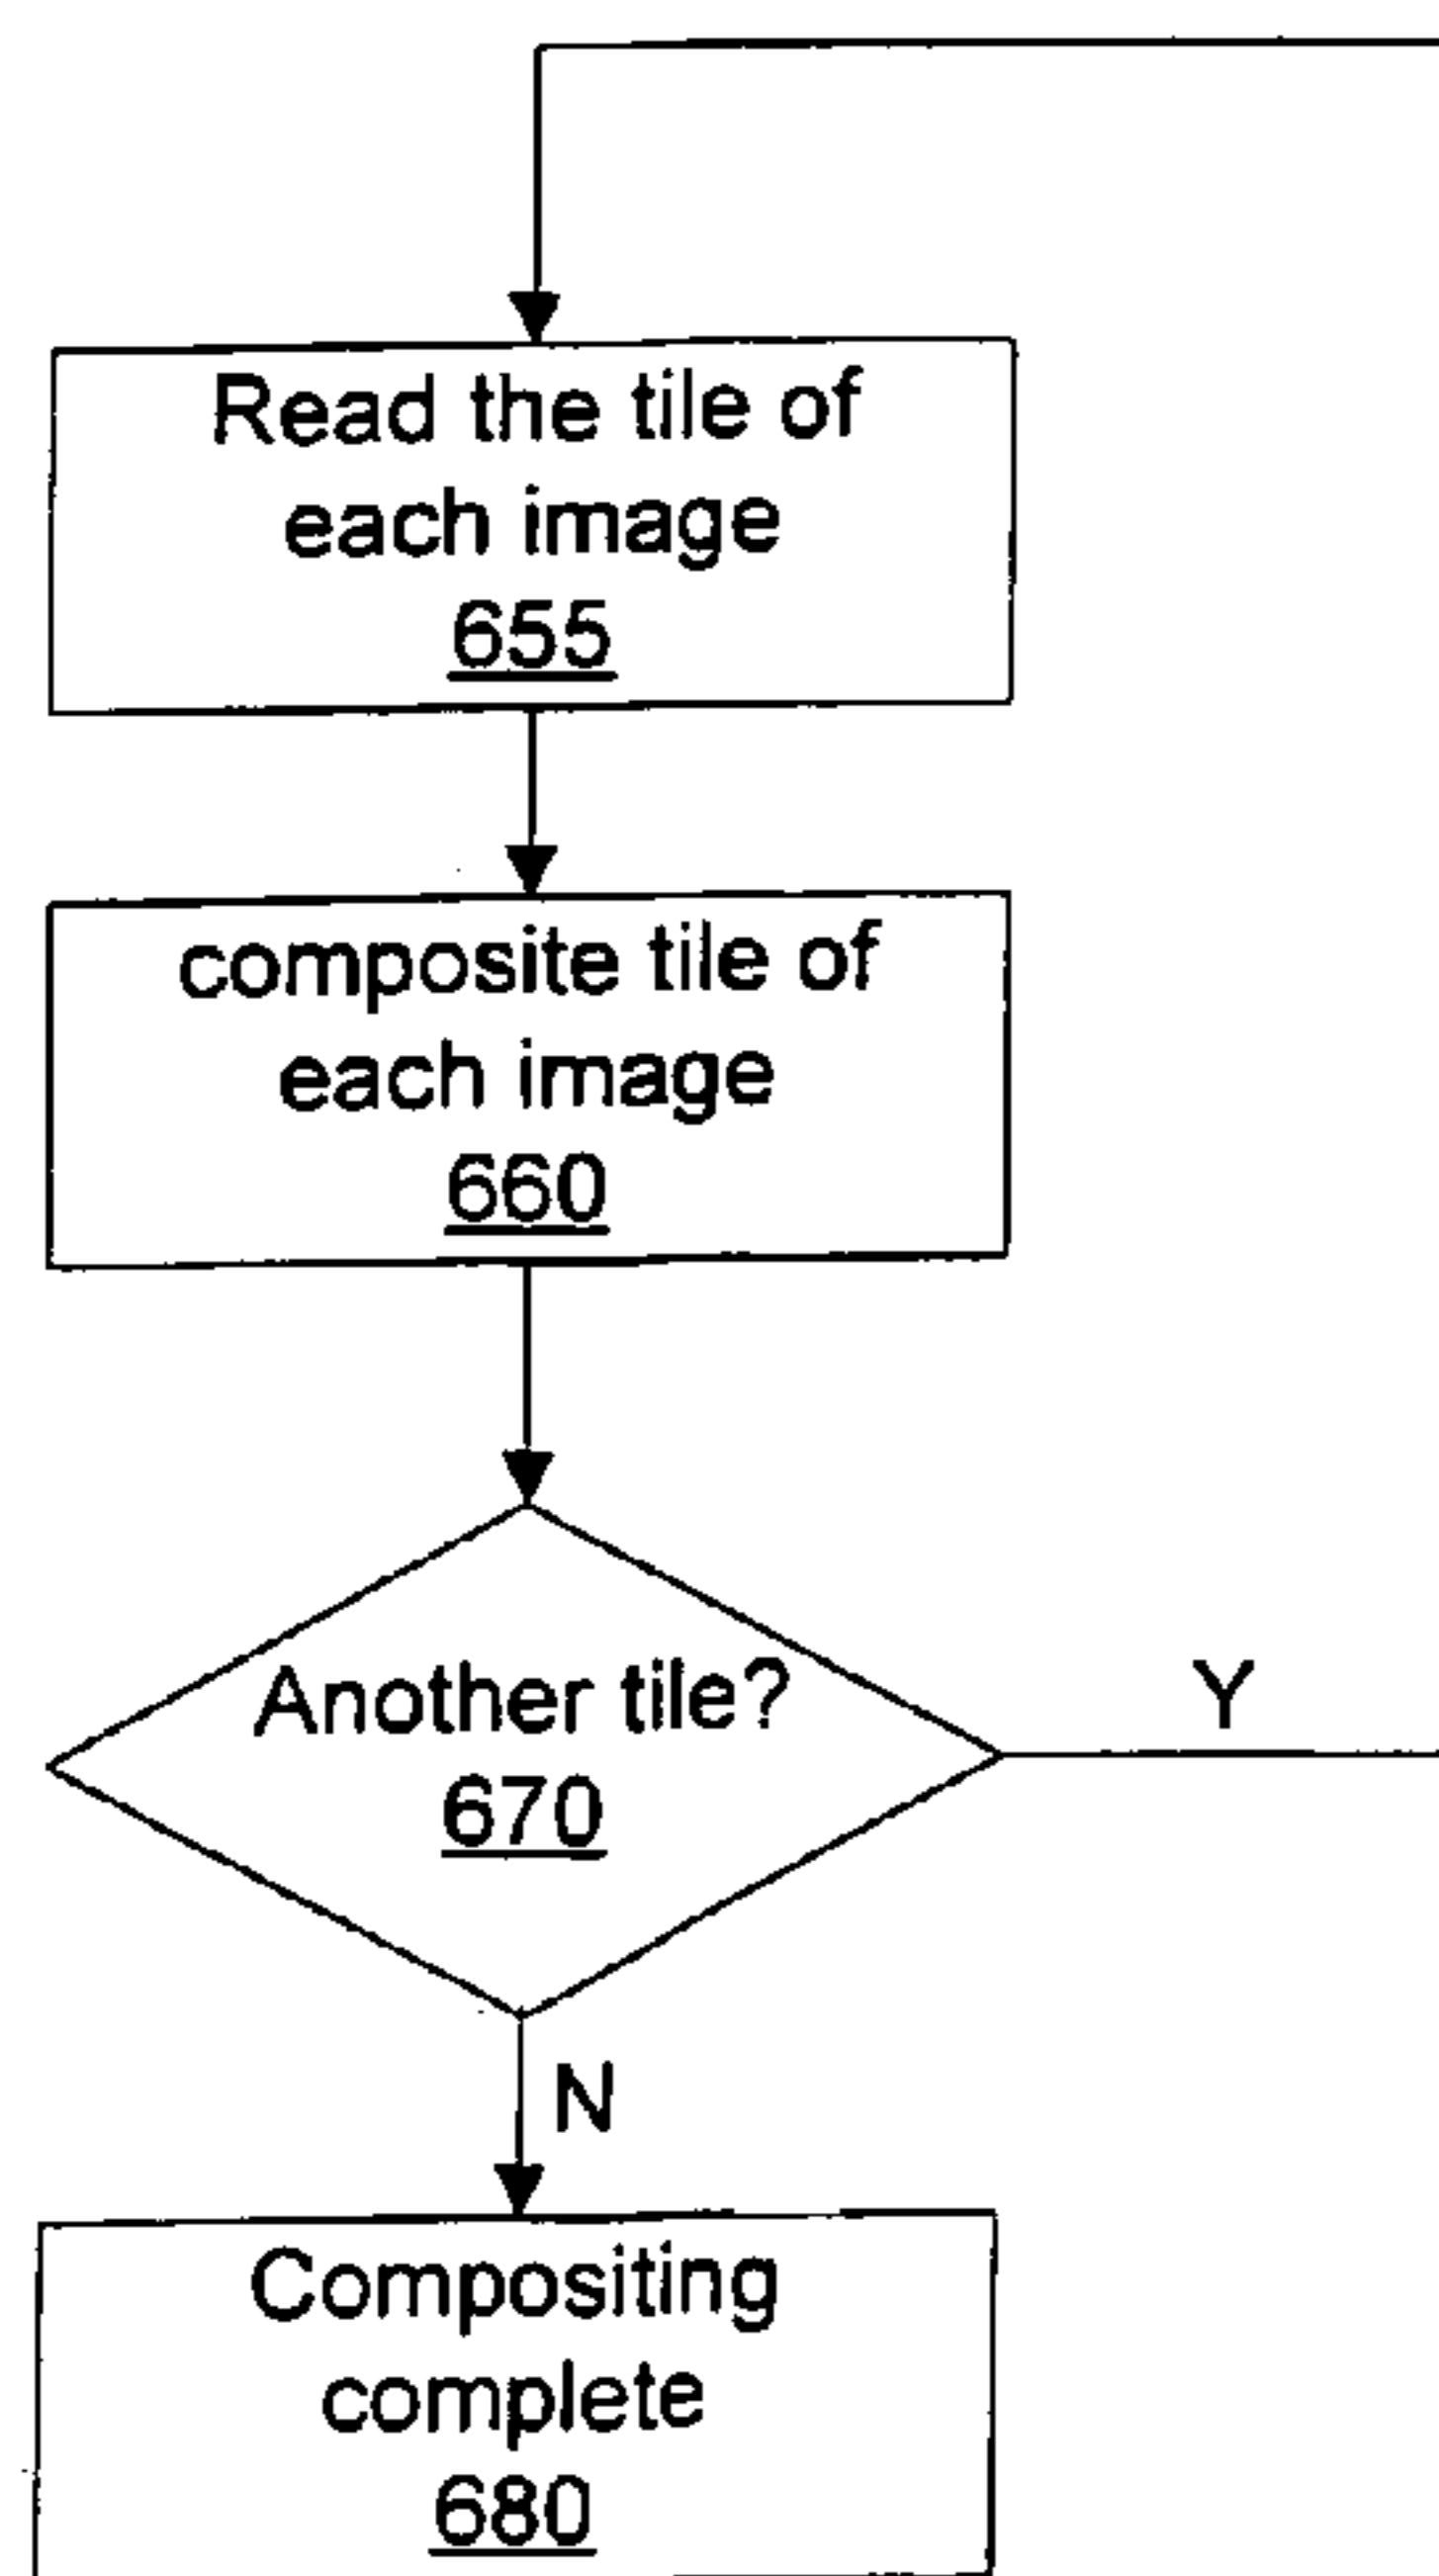 Read the tile of
each image
655
composite tile of
each image
660
Another tile?
670
Y
N
Compositing
complete
680